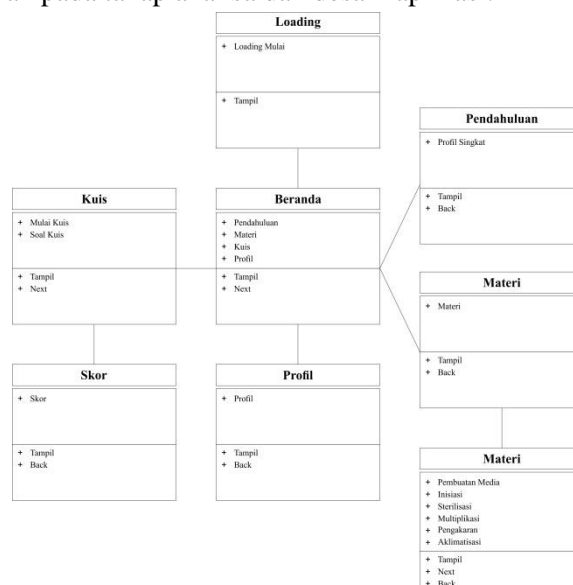 Loading
+ Loading Mulai
+ Tampil
Pendahuluan
+ Profil Singkat
+ Tampil
+ Back
Kuis
+ Mulai Kuis
+ Soal Kuis
+ Tampil
+ Next
Beranda
+ Pendahuluan
+ Materi
+ Kuis
+ Profil
+ Tampil
+ Next
Materi
+ Materi
+ Tampil
+ Back
Skor
+ Skor
+ Tampil
+ Back
Profil
+ Profil
+ Tampil
+ Back
Materi
+ Pembuatan Media
+ Inisiasi
+ Sterilisasi
+ Multiplikasi
+ Pengakaran
+ Aklimatisasi
+ Tampil
+ Next
+ Back